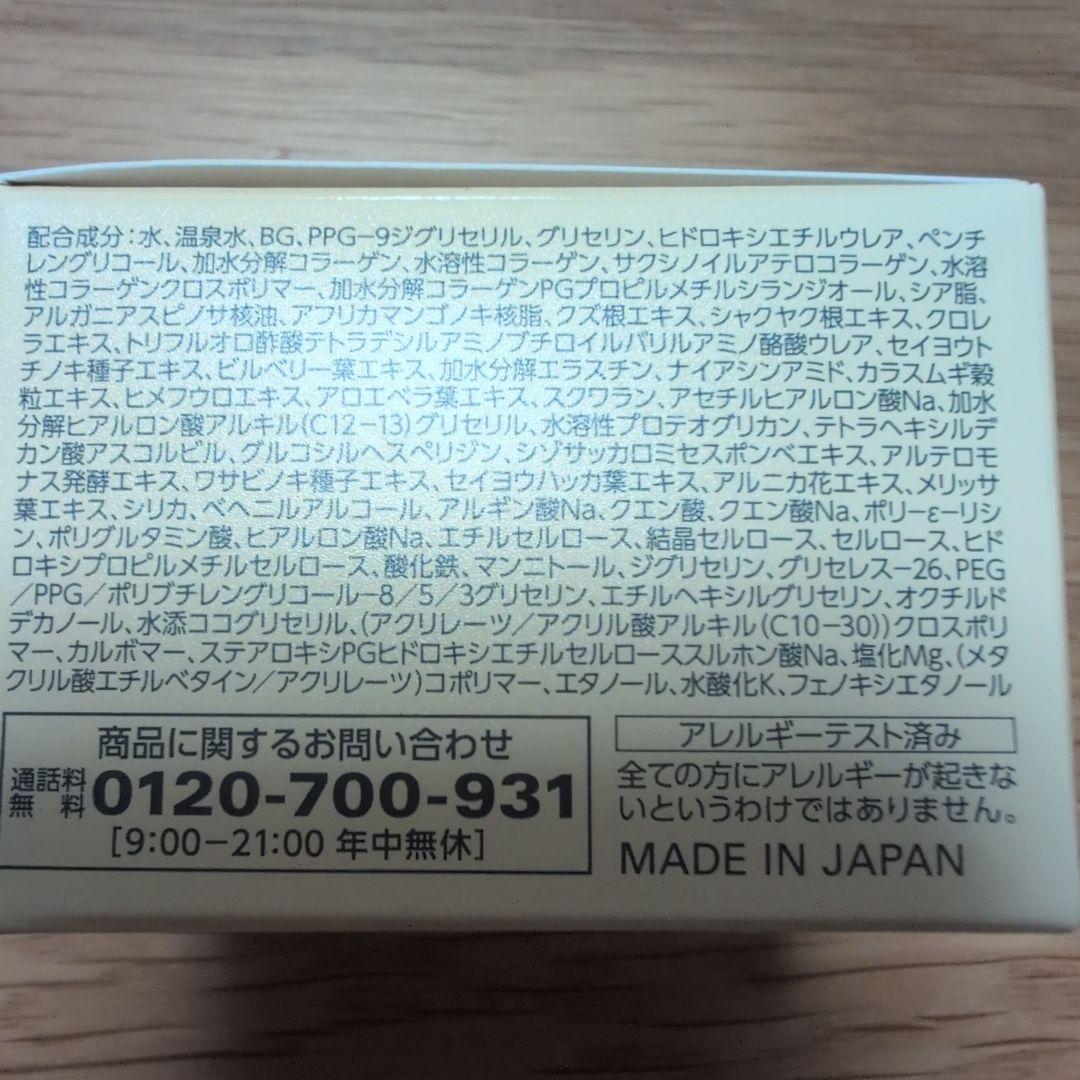 配合成分：水、温泉水、BG、PPG−9ジグリセリル、グリセリン、ヒドロキシエチルウレア、ペンチ
レングリコール、加水分解コラーゲン、水溶性コラーゲン、サクシノイルアテロコラーゲン、水溶
性コラーゲンクロスポリマー、加水分解コラーゲンPGプロピルメチルシランジオール、シア脂、
アルガニアスピノサ核油、アフリカマンゴノキ核脂、クズ根エキス、シャクヤク根エキス、クロレ
ラエキス、トリフルオロ酢酸テトラデシルアミノブチロイルバリルアミノ酪酸ウレア、セイヨウト
チノキ種子エキス、ビルベリー葉エキス、加水分解エラスチン、ナイアシンアミド、カラスムギ穀
粒エキス、ヒメフウロエキス、アロエベラ葉エキス、スクワラン、アセチルヒアルロン酸Na、加水
分解ヒアルロン酸アルキル(C12−13)グリセリル、水溶性プロテオグリカン、テトラヘキシルデ
カン酸アスコルビル、グルコシルヘスペリジン、シゾサッカロミセスポンベエキス、アルテロモ
ナス発酵エキス、ワサビノキ種子エキス、セイヨウハッカ葉エキス、アルニカ花エキス、メリッサ
葉エキス、シリカ、ベヘニルアルコール、アルギン酸Na、クエン酸、クエン酸Na、ポリ−ε−リシ
ン、ポリグルタミン酸、ヒアルロン酸Na、エチルセルロース、結晶セルロース、セルロース、ヒド
ロキシプロピルメチルセルロース、酸化鉄、マンニトール、ジグリセリン、グリセレス−26、PEG
／PPG／ポリブチレングリコール−8／5／3グリセリン、エチルヘキシルグリセリン、オクチルド
デカノール、水添ココグリセリル、(アクリレーツ／アクリル酸アルキル(C10−30))クロスポリ
マー、カルボマー、ステアロキシPGヒドロキシエチルセルローススルホン酸Na、塩化Mg、(メタ
クリル酸エチルベタイン／アクリレーツ)コポリマー、エタノール、水酸化K、フェノキシエタノール
商品に関するお問い合わせ
通話料無料 0120-700-931
［9:00−21:00 年中無休］
アレルギーテスト済み
全ての方にアレルギーが起きな
いというわけではありません。
MADE IN JAPAN